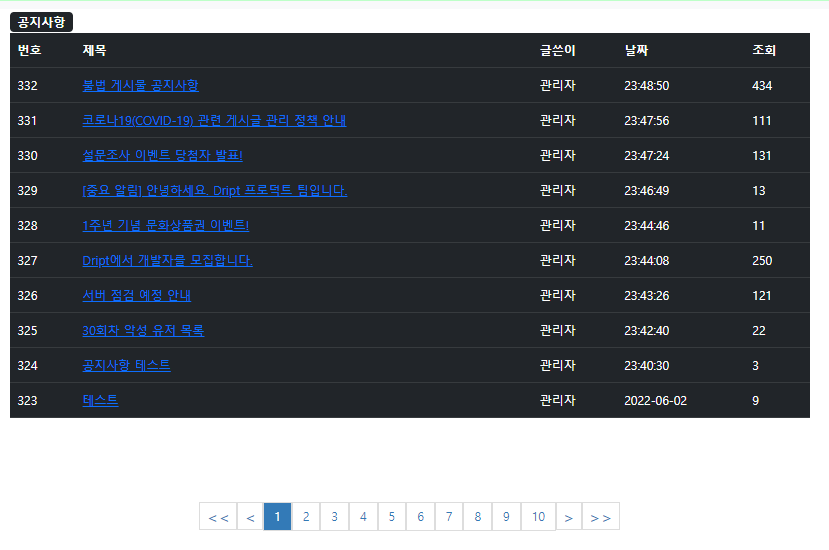 공지사항
번호 제목 글쓴이 날짜 조회
332 불법 게시물 공지사항 관리자 23:48:50 434
331 코로나19(COVID-19) 관련 게시글 관리 정책 안내 관리자 23:47:56 111
330 설문조사 이벤트 당첨자 발표! 관리자 23:47:24 131
329 [중요 알림] 안녕하세요. Dript 프로덕트 팀입니다. 관리자 23:46:49 13
328 1주년 기념 문화상품권 이벤트! 관리자 23:44:46 11
327 Dript에서 개발자를 모집합니다. 관리자 23:44:08 250
326 서버 점검 예정 안내 관리자 23:43:26 121
325 30회차 악성 유저 목록 관리자 23:42:40 22
324 공지사항 테스트 관리자 23:40:30 3
323 테스트 관리자 2022-06-02 9
<< < 1 2 3 4 5 6 7 8 9 10 > >>